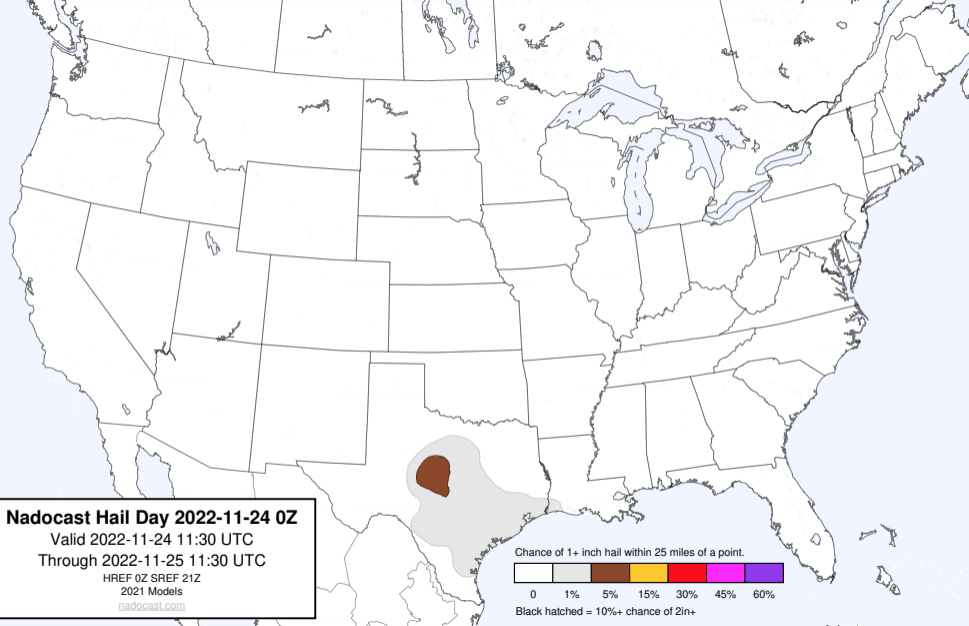 Nadocast Hail Day 2022-11-24 0Z
Valid 2022-11-24 11:30 UTC
Through 2022-11-25 11:30 UTC
HREF 0Z SREF 21Z
2021 Models
nadocast.com
Chance of 1+ inch hail within 25 miles of a point.
0 1% 5% 15% 30% 45% 60%
Black hatched = 10%+ chance of 2in+